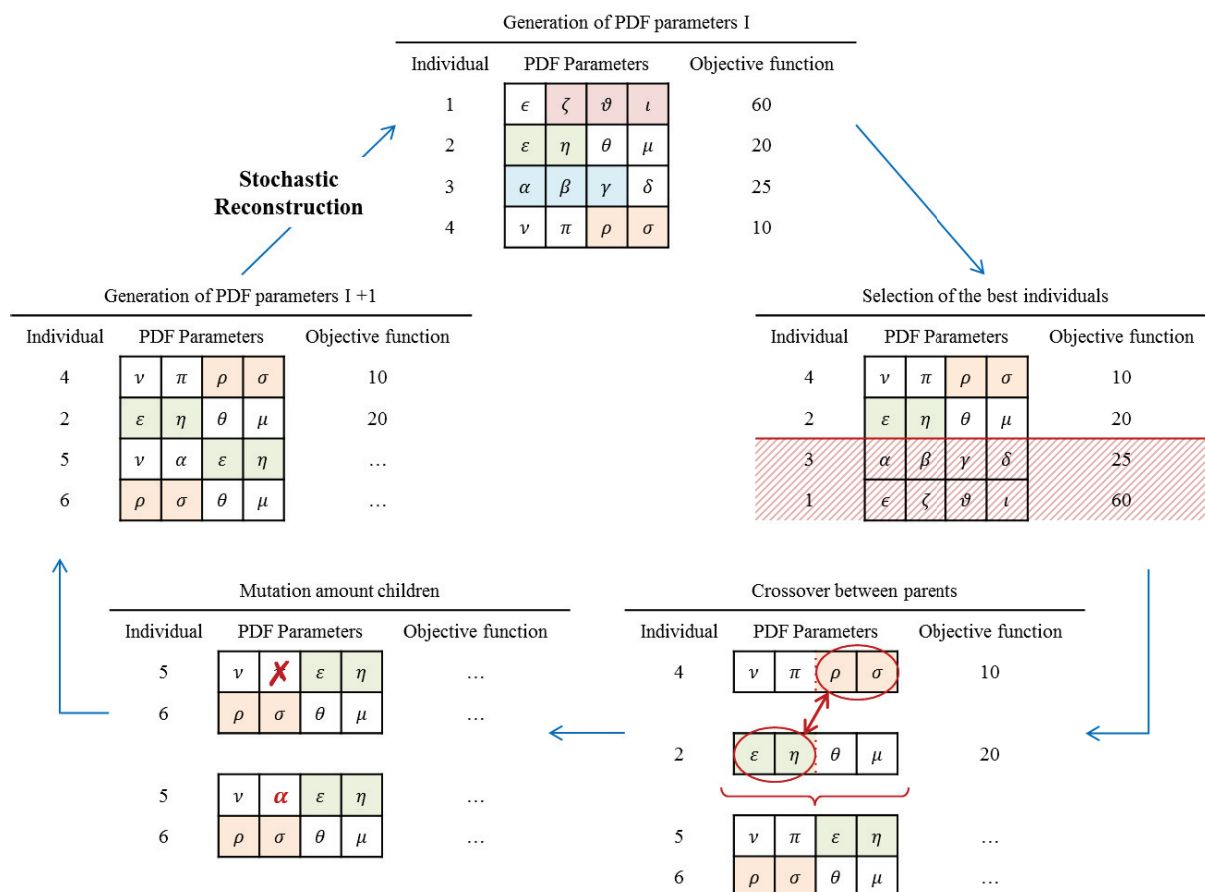 Generation of PDF parameters I
Individual PDF Parameters Objective function
1 ϵ ζ ϑ ι 60
2 ε η θ μ 20
3 α β γ δ 25
4 ν π ρ σ 10
Stochastic
Reconstruction
Generation of PDF parameters I +1
Individual PDF Parameters Objective function
4 ν π ρ σ 10
2 ε η θ μ 20
5 ν α ε η ...
6 ρ σ θ μ ...
Selection of the best individuals
Individual PDF Parameters Objective function
4 ν π ρ σ 10
2 ε η θ μ 20
3 α β γ δ 25
1 ϵ ζ ϑ ι 60
Mutation amount children
Individual PDF Parameters Objective function
5 ν ✗ ε η ...
6 ρ σ θ μ ...
5 ν α ε η ...
6 ρ σ θ μ ...
Crossover between parents
Individual PDF Parameters Objective function
4 ν π ρ σ 10
2 ε η θ μ 20
5 ν π ε η ...
6 ρ σ θ μ ...